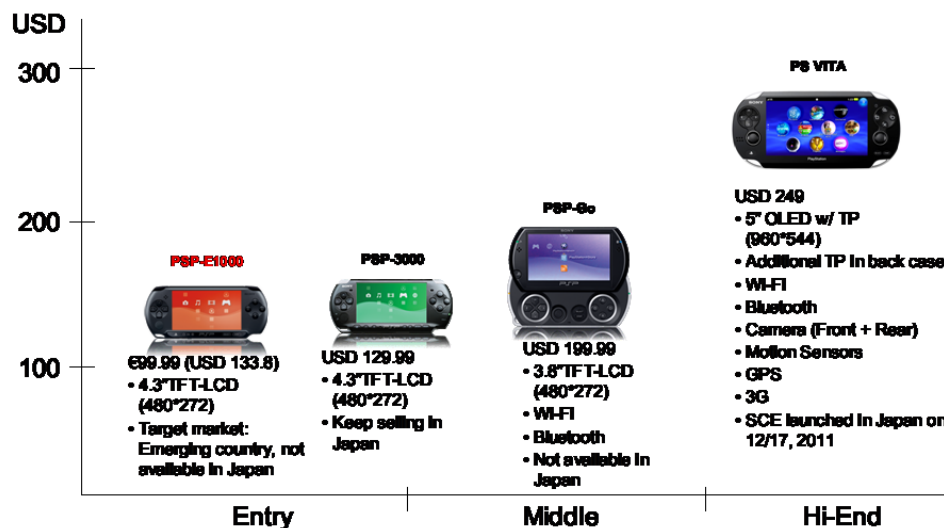 USD
300
200
100
PSP-E1000
€99.99 (USD 133.8)
• 4.3"TFT-LCD
(480*272)
• Target market:
Emerging country, not
available in Japan
PSP-3000
USD 129.99
• 4.3"TFT-LCD
(480*272)
• Keep selling in
Japan
PSP-Go
SONY
PSP
USD 199.99
• 3.8"TFT-LCD
(480*272)
• Wi-Fi
• Bluetooth
• Not available in
Japan
PS VITA
SONY
PlayStation
USD 249
• 5" OLED w/ TP
(960*544)
• Additional TP in back case
• Wi-Fi
• Bluetooth
• Camera (Front + Rear)
• Motion Sensors
• GPS
• 3G
• SCE launched in Japan on
12/17, 2011
Entry
Middle
Hi-End